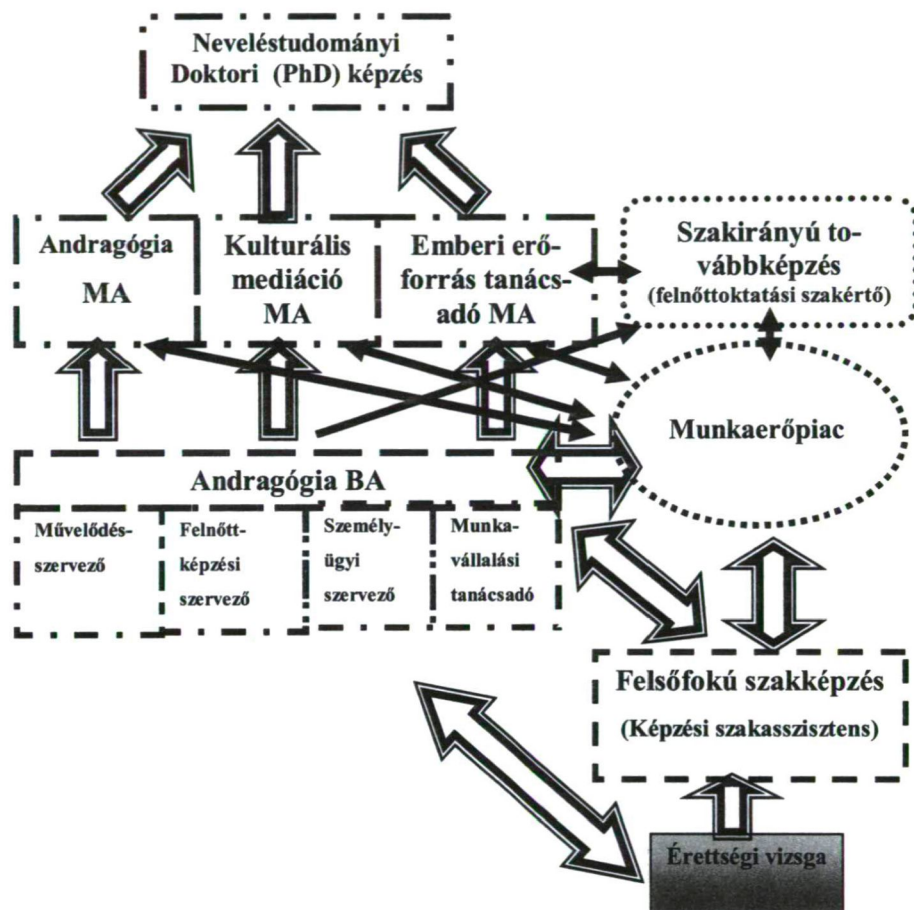 Neveléstudományi
Doktori (PhD) képzés
Andragógia
MA
Kulturális
mediáció
MA
Emberi erő-
forrás tanács-
adó MA
Szakirányú to-
vábbképzés
(felnőttoktatási szakértő)
Munkaerőpiac
Andragógia BA
Művelődés-
szervező
Felnőtt-
képzési
szervező
Személy-
ügyi
szervező
Munka-
vállalási
tanácsadó
Felsőfokú szakképzés
(Képzési szakasszisztens)
Érettségi vizsga